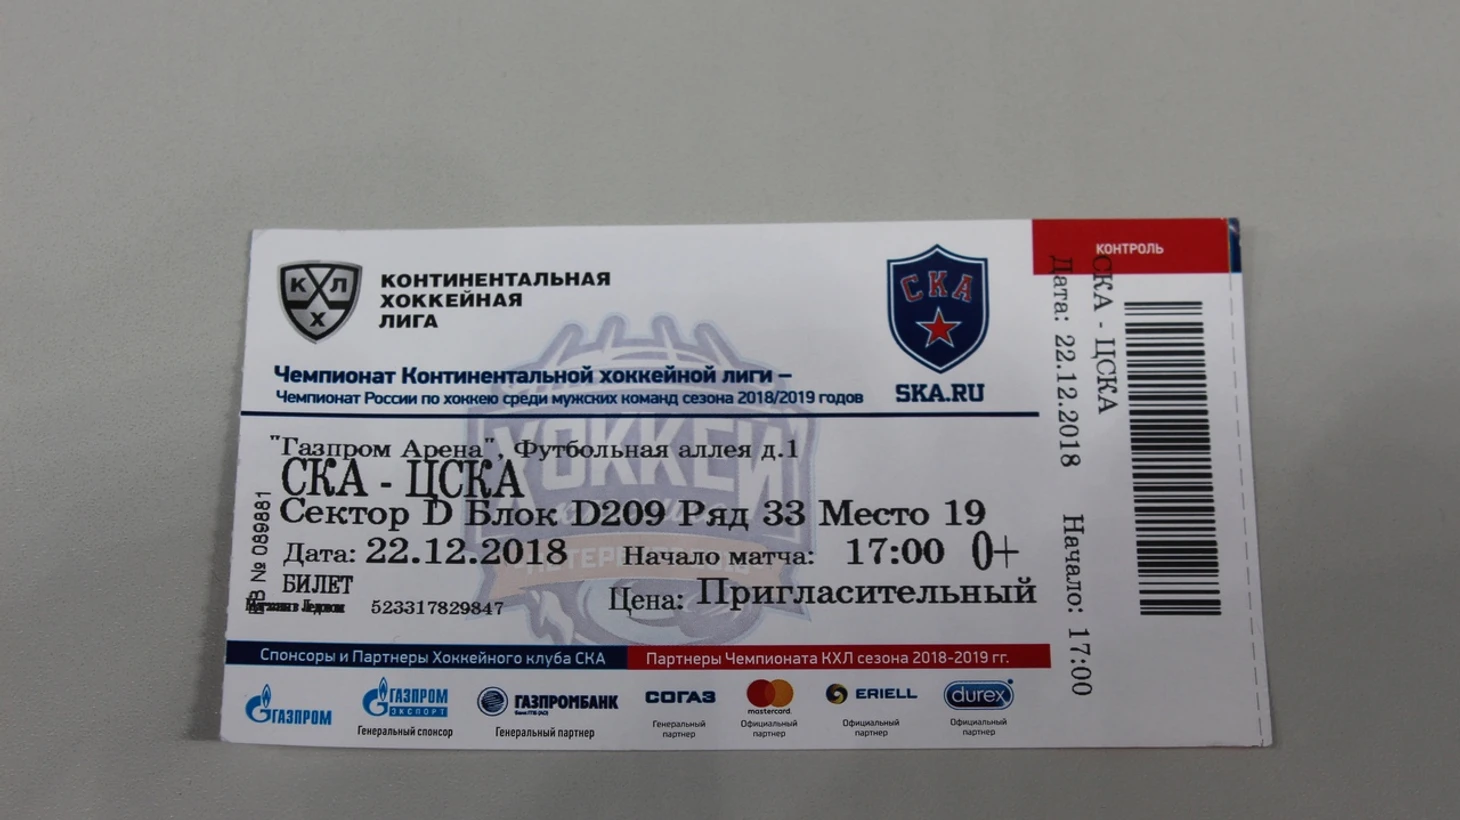 КХЛ
КОНТИНЕНТАЛЬНАЯ
ХОККЕЙНАЯ
ЛИГА
СКА
SKA.RU
Чемпионат Континентальной хоккейной лиги –
Чемпионат России по хоккею среди мужских команд сезона 2018/2019 годов
"Газпром Арена", Футбольная аллея д.1
СКА - ЦСКА
Сектор D Блок D209 Ряд 33 Место 19
Дата: 22.12.2018 Начало матча: 17:00 0+
БИЛЕТ
523317829847
Цена: Пригласительный
№ 089881
ХОККЕЙ
Спонсоры и Партнеры Хоккейного клуба СКА
Партнеры Чемпионата КХЛ сезона 2018-2019 гг.
ГАЗПРОМ
ГАЗПРОМ
ЭКСПОРТ
Генеральный спонсор
ГАЗПРОМБАНК
Генеральный партнер
СОГАЗ
Генеральный
партнер
mastercard.
Официальный
партнер
ERIELL
Официальный
партнер
durex
Официальный
партнер
КОНТРОЛЬ
СКА - ЦСКА
Дата: 22.12.2018 Начало: 17:00